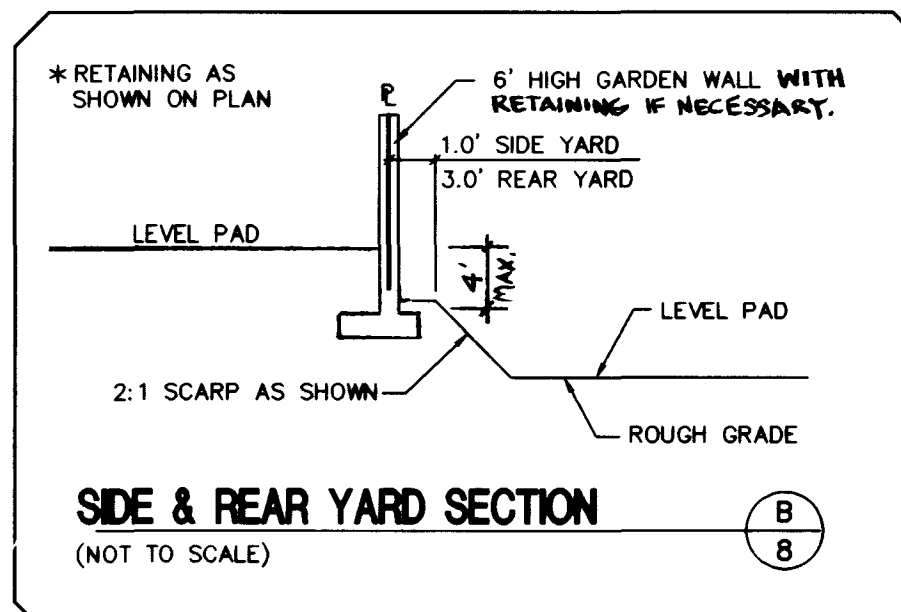 * RETAINING AS
SHOWN ON PLAN
PL
6' HIGH GARDEN WALL WITH
RETAINING IF NECESSARY.
1.0' SIDE YARD
3.0' REAR YARD
LEVEL PAD
4'
MAX.
LEVEL PAD
2:1 SCARP AS SHOWN
ROUGH GRADE
SIDE & REAR YARD SECTION
(NOT TO SCALE)
B
8